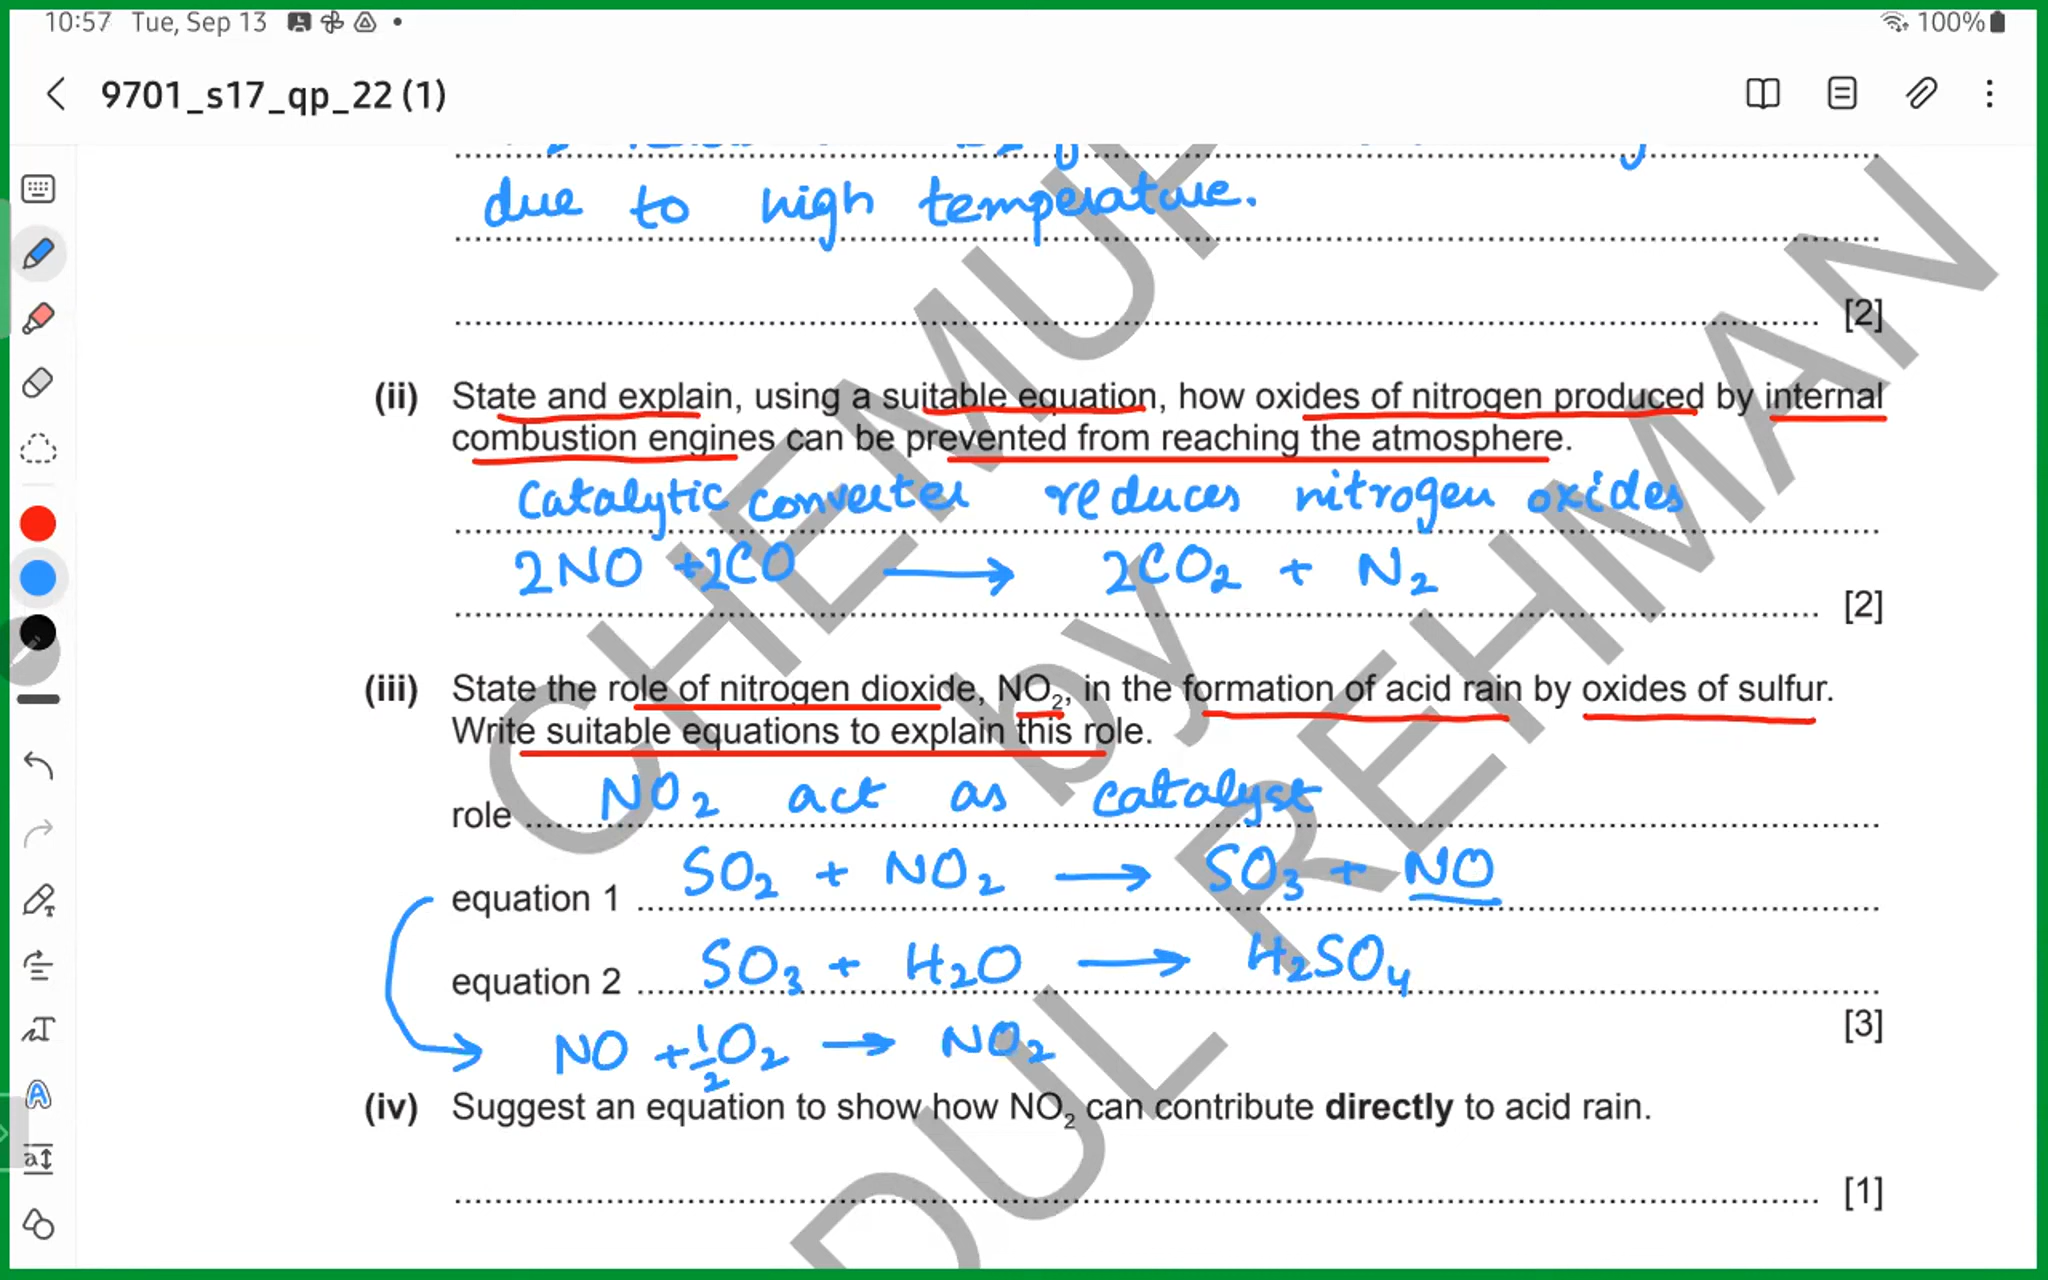 10:57 Tue, Sep 13
100%
9701_s17_qp_22 (1)
due to high temperature.
[2]
(ii) State and explain, using a suitable equation, how oxides of nitrogen produced by internal
combustion engines can be prevented from reaching the atmosphere.
Catalytic converter reduces nitrogen oxides
2NO + 2CO → 2CO₂ + N₂
[2]
(iii) State the role of nitrogen dioxide, NO₂, in the formation of acid rain by oxides of sulfur.
Write suitable equations to explain this role.
role NO₂ act as catalyst
equation 1 SO₂ + NO₂ → SO₃ + NO
equation 2 SO₃ + H₂O → H₂SO₄
[3]
NO + ½O₂ → NO₂
(iv) Suggest an equation to show how NO₂ can contribute directly to acid rain.
[1]
CHEMUP
by
DUL REHMAN